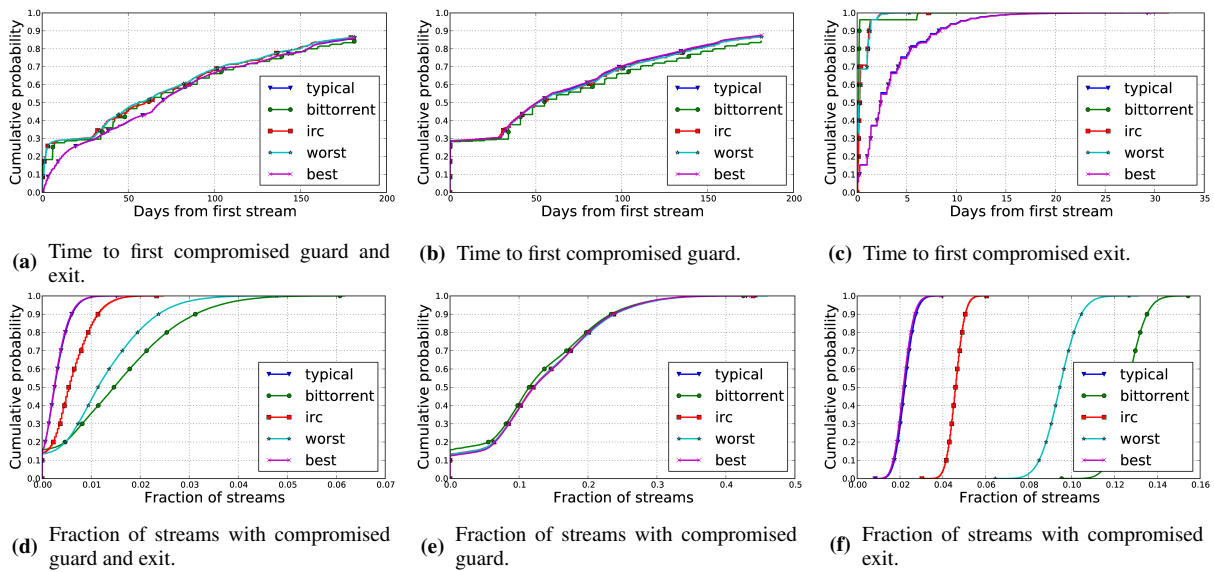 1.0
0.9
0.8
0.7
0.6
0.5
0.4
0.3
0.2
0.1
0.0
Cumulative probability
typical
bittorrent
irc
worst
best
0 50 100 150 200
Days from first stream
(a) Time to first compromised guard and
exit.
1.0
0.9
0.8
0.7
0.6
0.5
0.4
0.3
0.2
0.1
0.0
Cumulative probability
typical
bittorrent
irc
worst
best
0 50 100 150 200
Days from first stream
(b) Time to first compromised guard.
1.0
0.9
0.8
0.7
0.6
0.5
0.4
0.3
0.2
0.1
0.0
Cumulative probability
typical
bittorrent
irc
worst
best
0 5 10 15 20 25 30 35
Days from first stream
(c) Time to first compromised exit.
1.0
0.9
0.8
0.7
0.6
0.5
0.4
0.3
0.2
0.1
0.0
Cumulative probability
typical
bittorrent
irc
worst
best
0.00 0.01 0.02 0.03 0.04 0.05 0.06 0.07
Fraction of streams
(d) Fraction of streams with compromised
guard and exit.
1.0
0.9
0.8
0.7
0.6
0.5
0.4
0.3
0.2
0.1
0.0
Cumulative probability
typical
bittorrent
irc
worst
best
0.0 0.1 0.2 0.3 0.4 0.5
Fraction of streams
(e) Fraction of streams with compromised
guard.
1.0
0.9
0.8
0.7
0.6
0.5
0.4
0.3
0.2
0.1
0.0
Cumulative probability
typical
bittorrent
irc
worst
best
0.00 0.02 0.04 0.06 0.08 0.10 0.12 0.14 0.16
Fraction of streams
(f) Fraction of streams with compromised
exit.